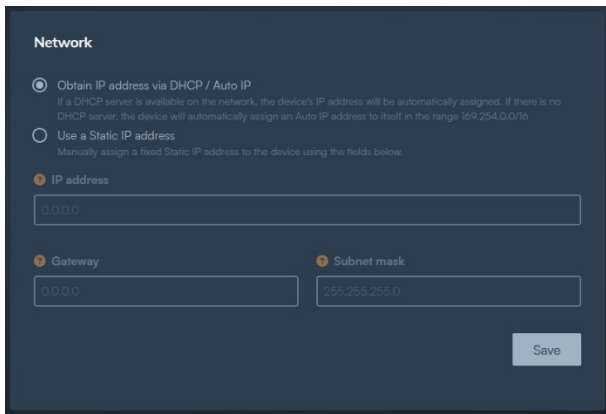 Network
Obtain IP address via DHCP / Auto IP
If a DHCP server is available on the network, the device's IP address will be automatically assigned. If there is no
DHCP server, the device will automatically assign an Auto IP address to itself in the range 169.254.0.0/16
Use a Static IP address
Manually assign a fixed Static IP address to the device using the fields below.
? IP address
0.0.0.0
? Gateway
? Subnet mask
0.0.0.0
255.255.255.0
Save